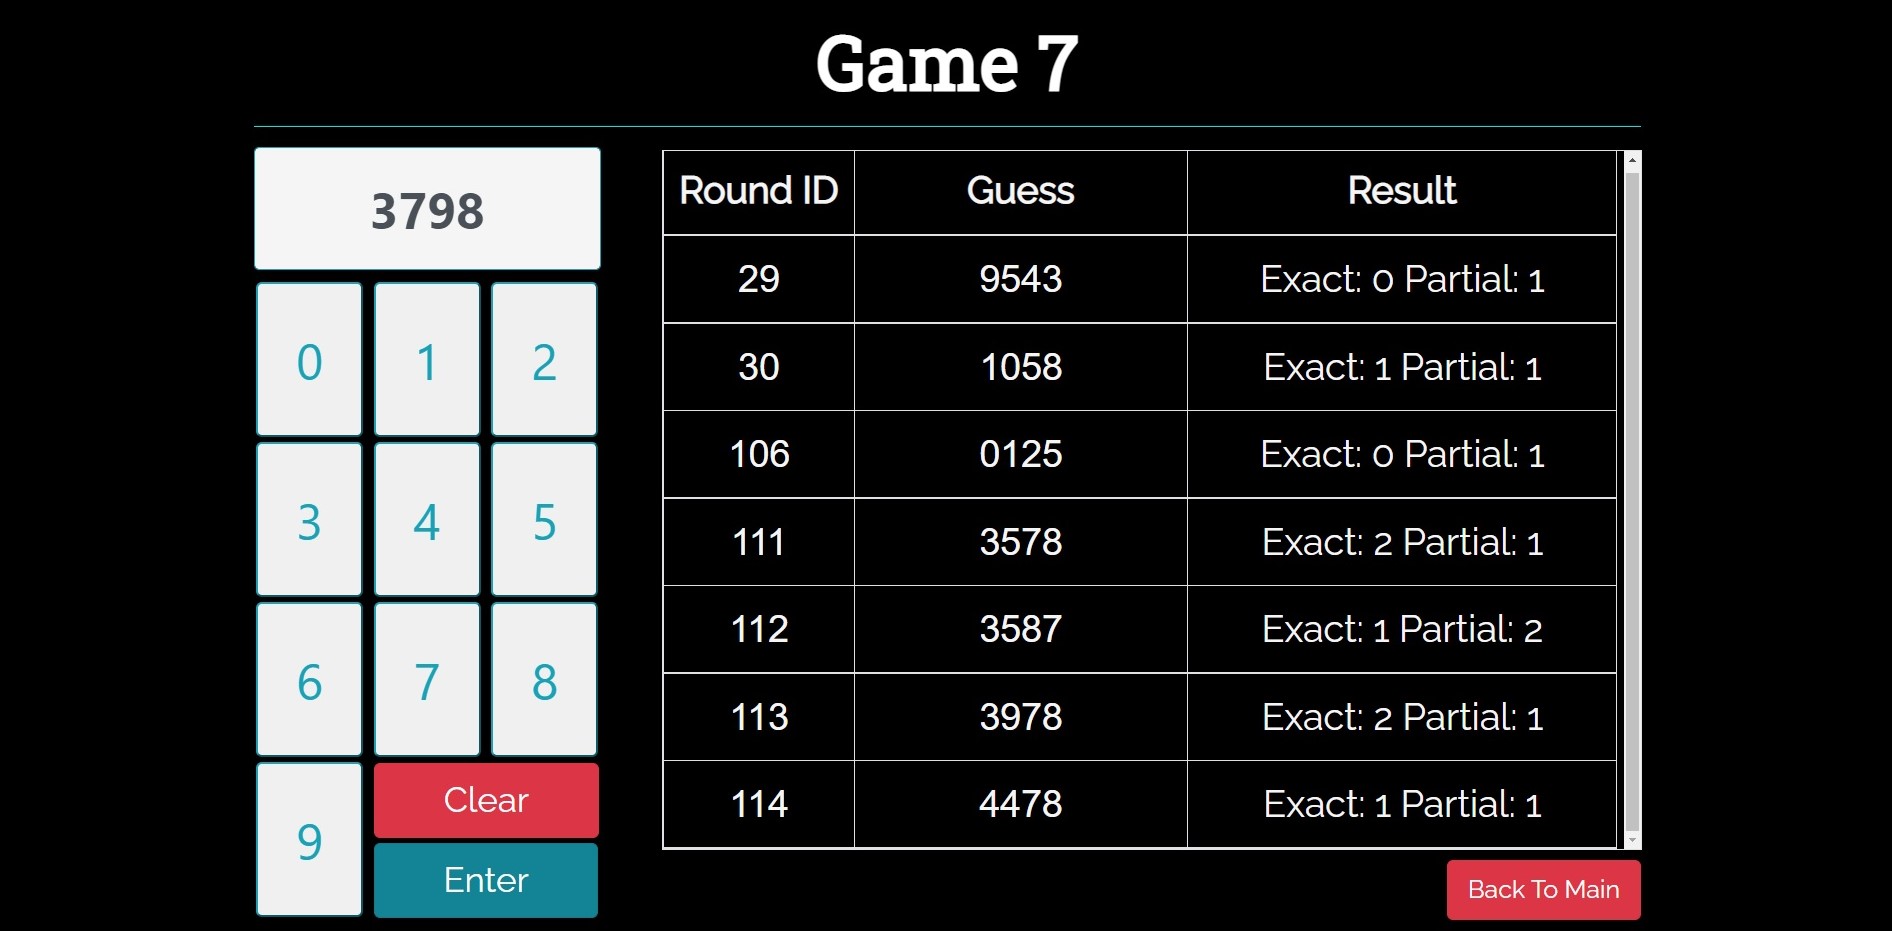 Game 7
3798
0 1 2
3 4 5
6 7 8
9
Clear
Enter
Round ID Guess Result
29 9543 Exact: 0 Partial: 1
30 1058 Exact: 1 Partial: 1
106 0125 Exact: 0 Partial: 1
111 3578 Exact: 2 Partial: 1
112 3587 Exact: 1 Partial: 2
113 3978 Exact: 2 Partial: 1
114 4478 Exact: 1 Partial: 1
Back To Main